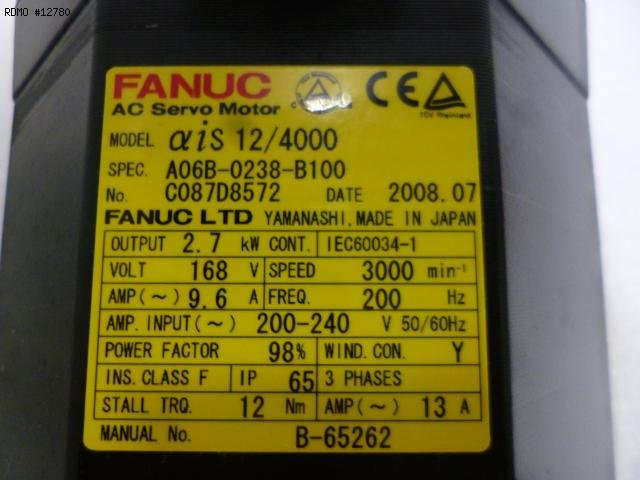 RDMO #12780
FANUC
AC Servo Motor
CE
TÜV Rheinland
MODEL αiS 12/4000
SPEC. A06B-0238-B100
No. C087D8572 DATE 2008.07
FANUC LTD YAMANASHI, MADE IN JAPAN
OUTPUT 2.7 kW CONT. IEC60034-1
VOLT 168 V SPEED 3000 min⁻¹
AMP(~) 9.6 A FREQ. 200 Hz
AMP. INPUT(~) 200-240 V 50/60Hz
POWER FACTOR 98% WIND. CON. Y
INS. CLASS F IP 65 3 PHASES
STALL TRQ. 12 Nm AMP(~) 13 A
MANUAL No. B-65262